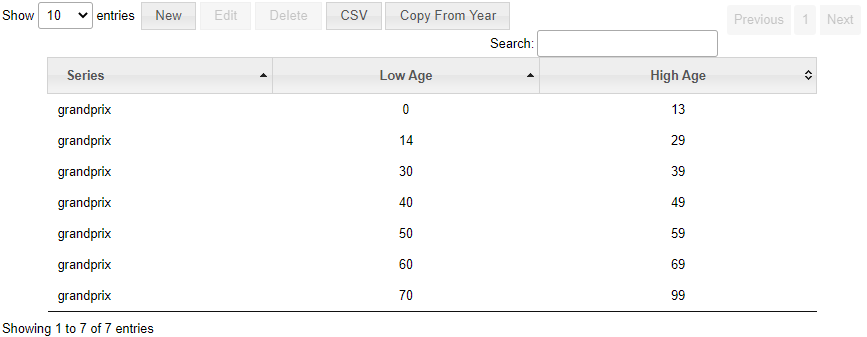 Show 10 entries New Edit Delete CSV Copy From Year Previous 1 Next
Search:
Series Low Age High Age
grandprix 0 13
grandprix 14 29
grandprix 30 39
grandprix 40 49
grandprix 50 59
grandprix 60 69
grandprix 70 99
Showing 1 to 7 of 7 entries